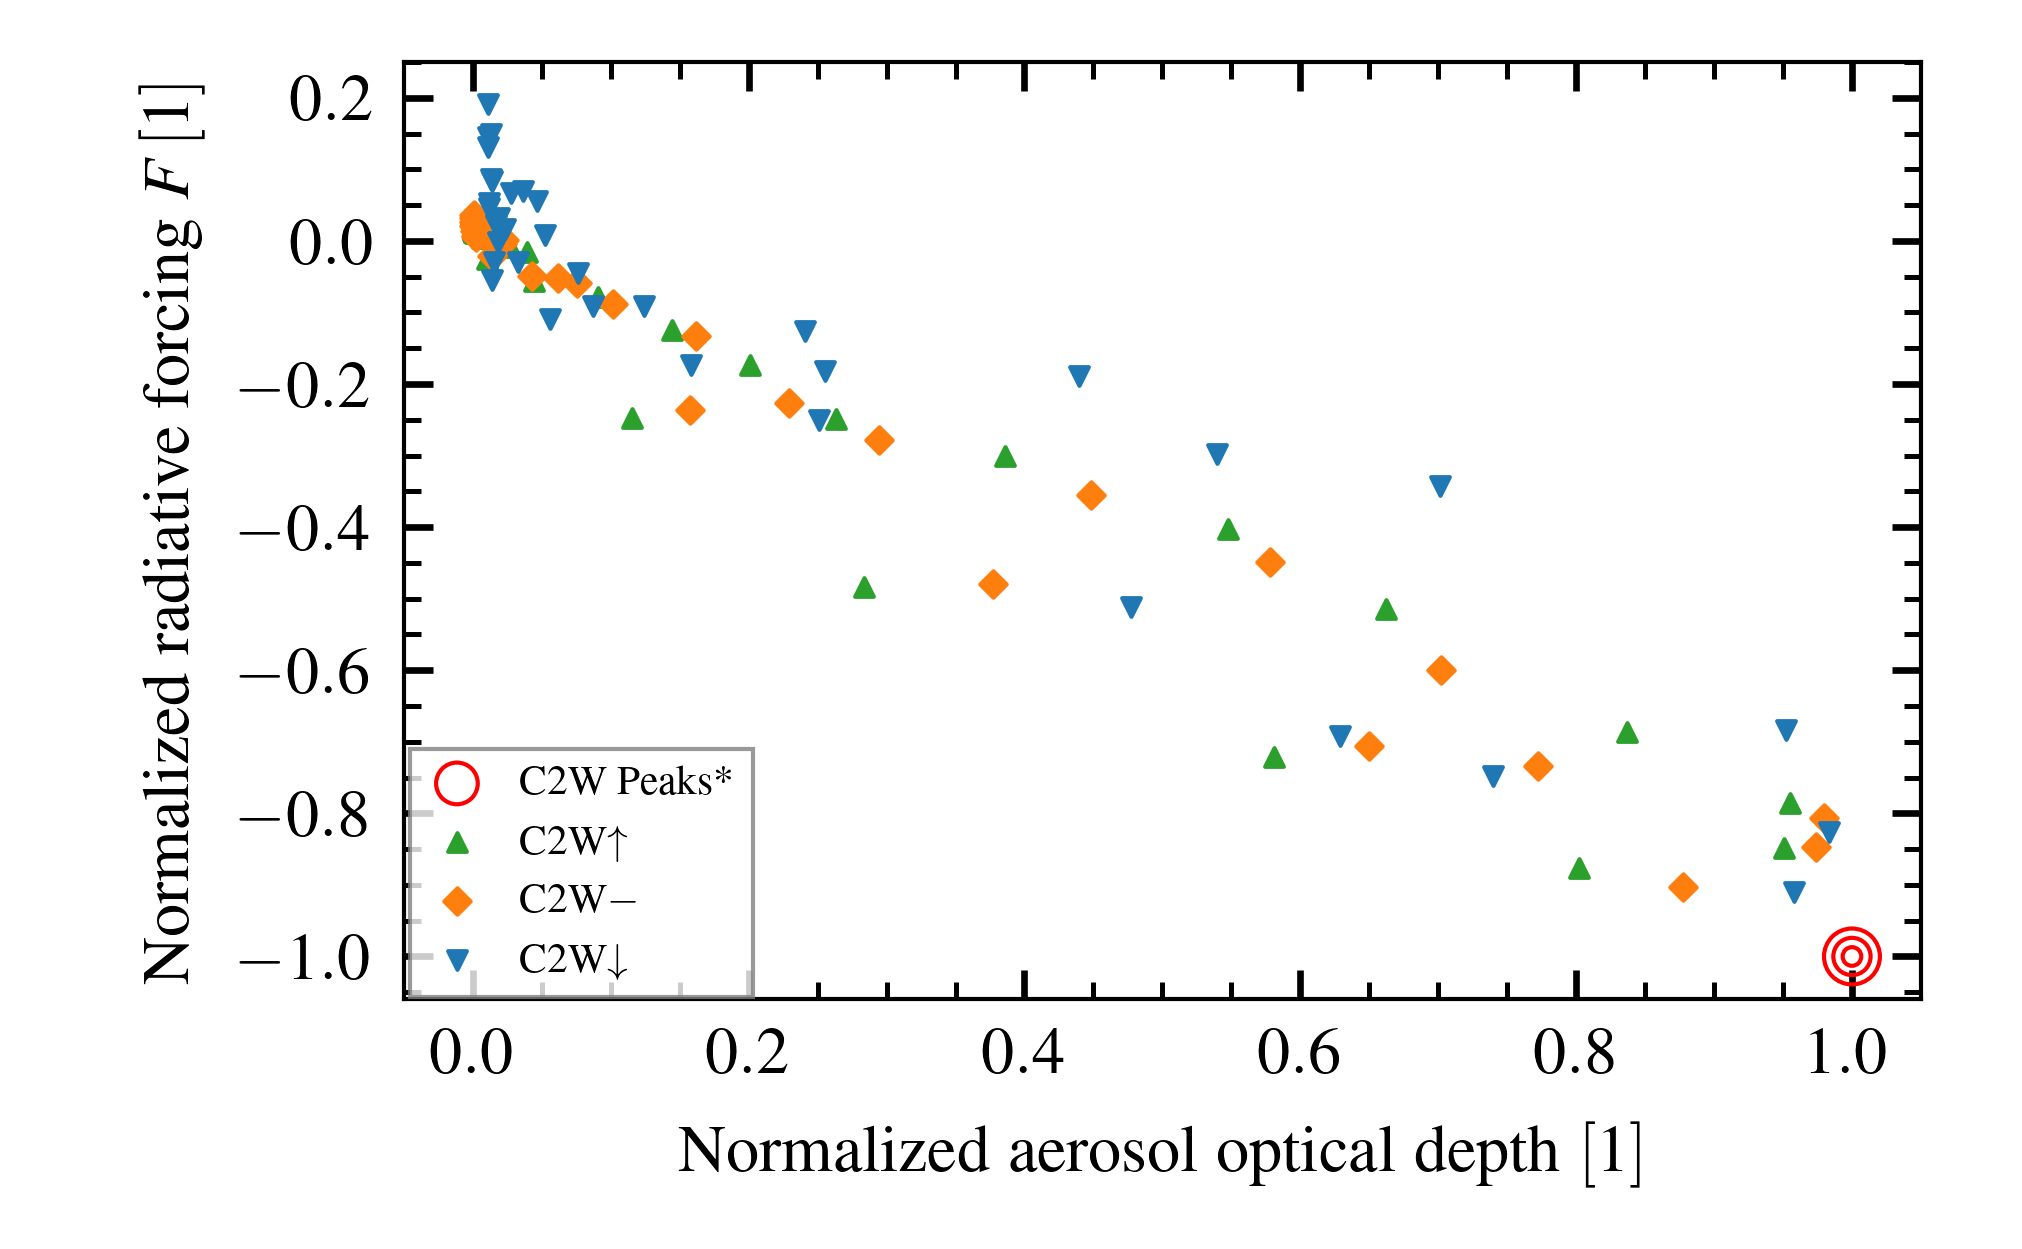 Normalized radiative forcing F [1]
0.2
0.0
−0.2
−0.4
−0.6
−0.8
−1.0
C2W Peaks*
C2W↑
C2W−
C2W↓
0.0 0.2 0.4 0.6 0.8 1.0
Normalized aerosol optical depth [1]